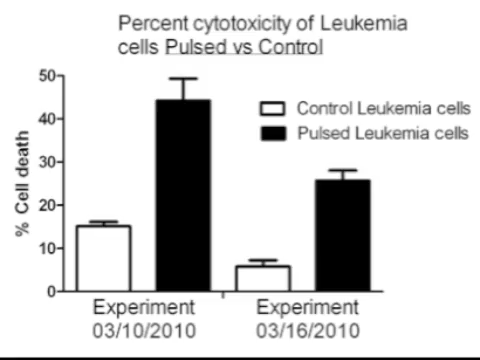 Percent cytotoxicity of Leukemia
cells Pulsed vs Control
50
40
30
20
10
0
% Cell death
Control Leukemia cells
Pulsed Leukemia cells
Experiment
03/10/2010
Experiment
03/16/2010